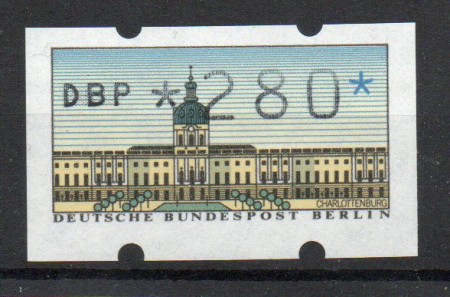 DBP *280*
CHARLOTTENBURG
DEUTSCHE BUNDESPOST BERLIN